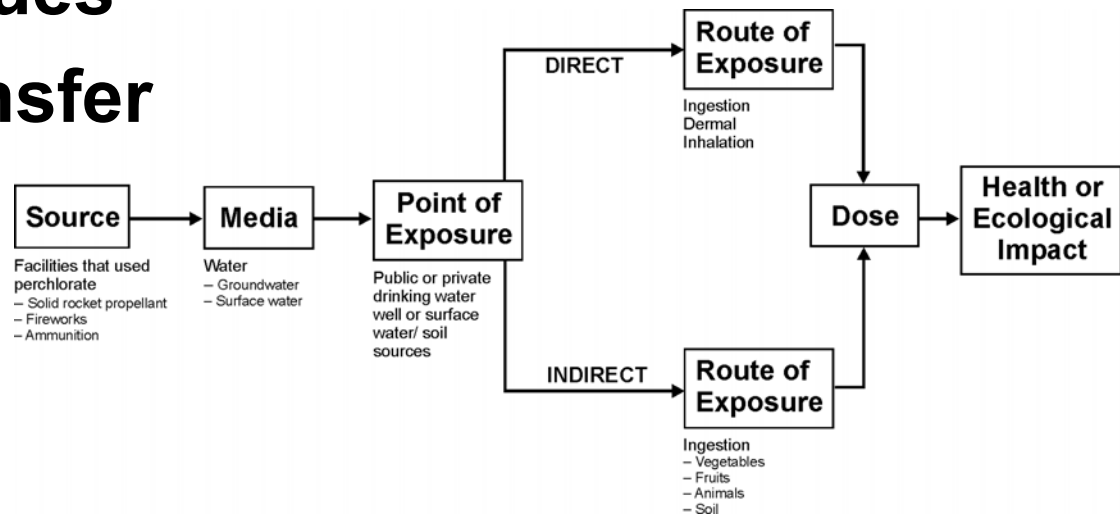 DIRECT
Route of
Exposure
Ingestion
Dermal
Inhalation
Source
Facilities that used
perchlorate
– Solid rocket propellant
– Fireworks
– Ammunition
Media
Water
– Groundwater
– Surface water
Point of
Exposure
Public or private
drinking water
well or surface
water/ soil
sources
INDIRECT
Route of
Exposure
Ingestion
– Vegetables
– Fruits
– Animals
– Soil
Dose
Health or
Ecological
Impact